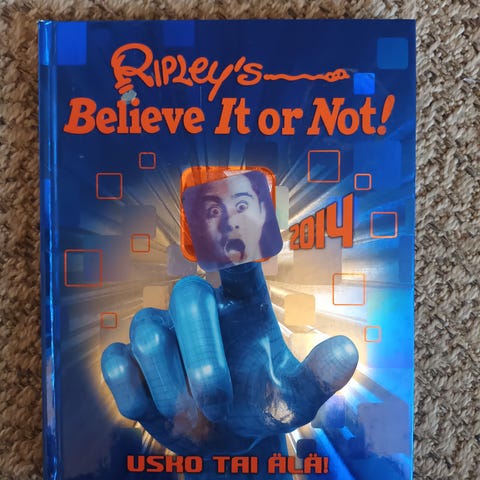 RIPLEY's
Believe It or Not!
2014
USKO TAI ÄLÄ!